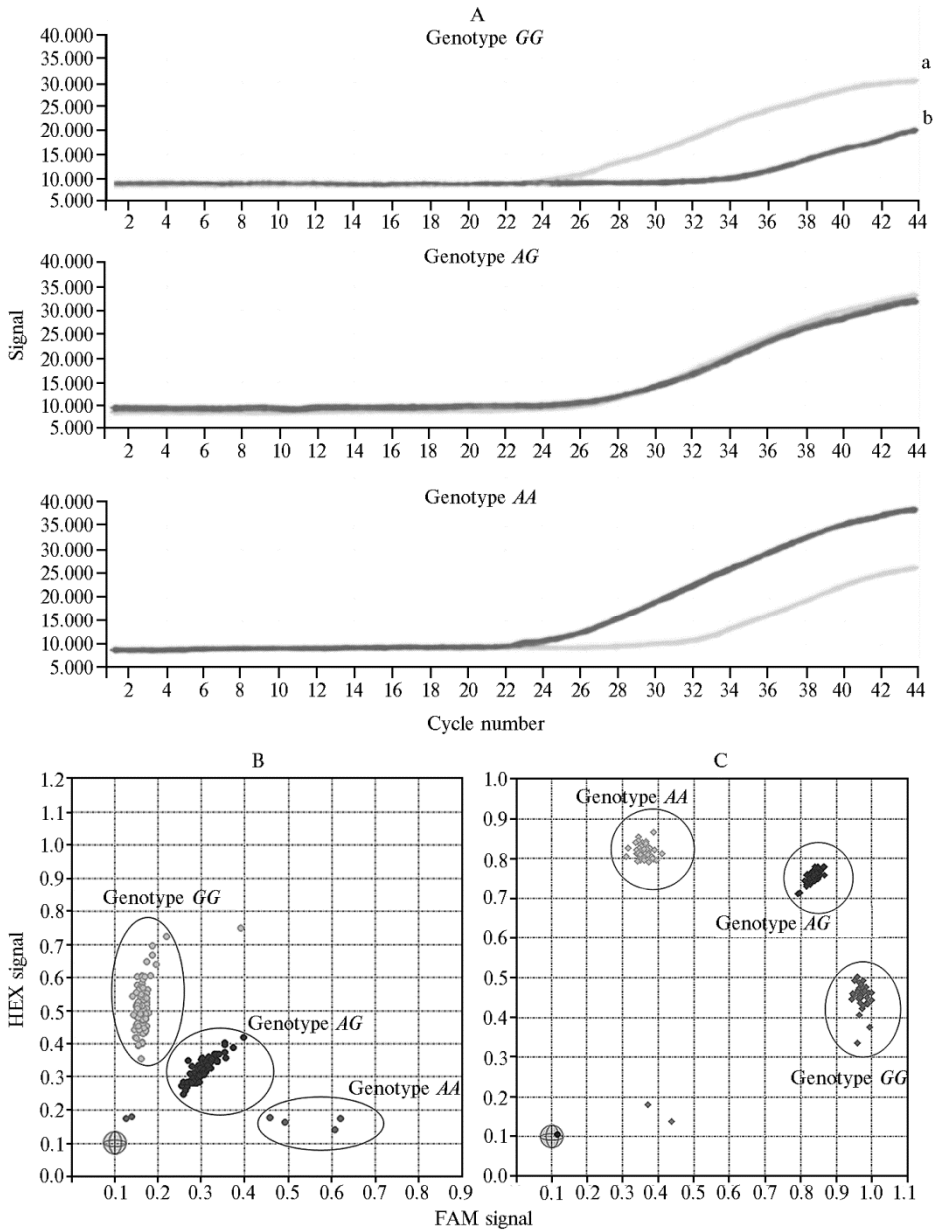 A
Genotype GG
40.000
35.000
30.000
25.000
20.000
15.000
10.000
5.000
a
b
2 4 6 8 10 12 14 16 18 20 22 24 26 28 30 32 34 36 38 40 42 44
Genotype AG
40.000
35.000
30.000
25.000
20.000
15.000
10.000
5.000
Signal
2 4 6 8 10 12 14 16 18 20 22 24 26 28 30 32 34 36 38 40 42 44
Genotype AA
40.000
35.000
30.000
25.000
20.000
15.000
10.000
5.000
2 4 6 8 10 12 14 16 18 20 22 24 26 28 30 32 34 36 38 40 42 44
Cycle number
B
1.2
1.1
1.0
0.9
0.8
0.7
0.6
0.5
0.4
0.3
0.2
0.1
0.0
HEX signal
Genotype GG
Genotype AG
Genotype AA
0.1 0.2 0.3 0.4 0.5 0.6 0.7 0.8 0.9
C
1.0
0.9
0.8
0.7
0.6
0.5
0.4
0.3
0.2
0.1
0.0
Genotype AA
Genotype AG
Genotype GG
0.1 0.2 0.3 0.4 0.5 0.6 0.7 0.8 0.9 1.0 1.1
FAM signal